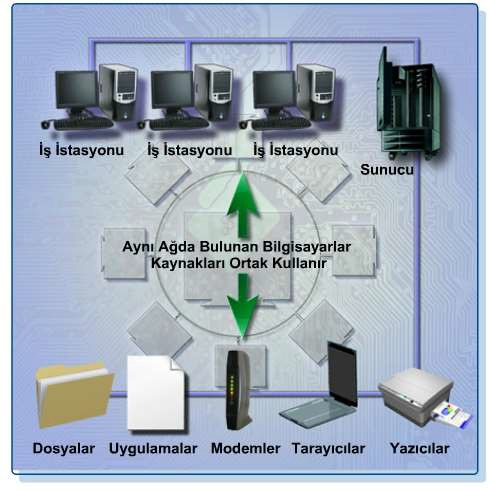 İş İstasyonu İş İstasyonu İş İstasyonu
Sunucu
Aynı Ağda Bulunan Bilgisayarlar
Kaynakları Ortak Kullanır
Dosyalar Uygulamalar Modemler Tarayıcılar Yazıcılar